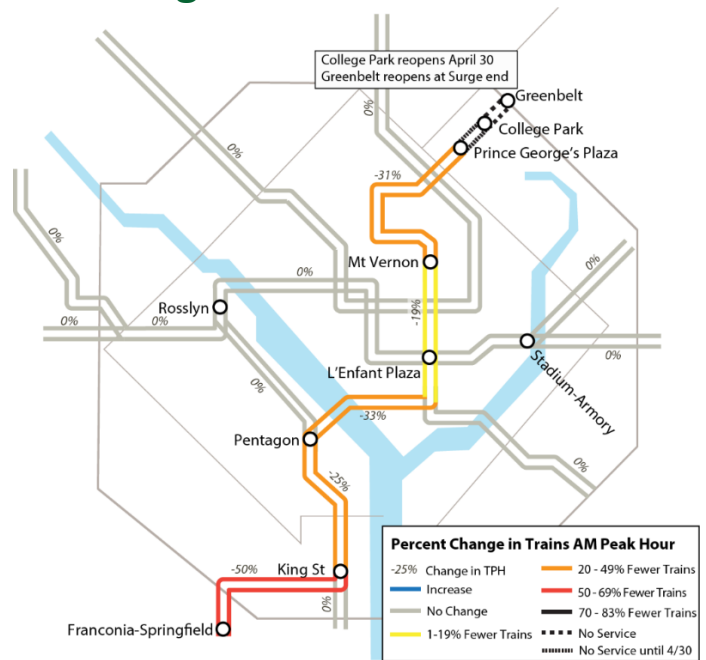 College Park reopens April 30
Greenbelt reopens at Surge end
Greenbelt
College Park
Prince George's Plaza
0%
0%
-31%
0%
Mt Vernon
0%
0%
Rosslyn
-19%
0%
0%
L'Enfant Plaza
0%
Stadium-Armory
0%
-33%
Pentagon
-25%
0%
King St
-50%
0%
Franconia-Springfield
Percent Change in Trains AM Peak Hour
-25% Change in TPH
Increase
No Change
1-19% Fewer Trains
20 - 49% Fewer Trains
50 - 69% Fewer Trains
70 - 83% Fewer Trains
No Service
No Service until 4/30